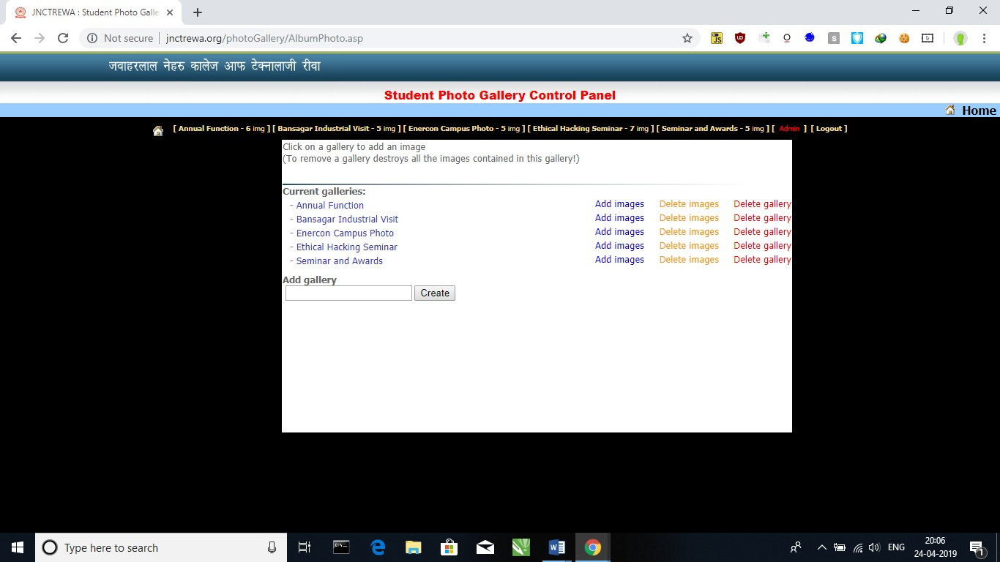 JNCTREWA : Student Photo Galle
Not secure
jnctrewa.org/photoGallery/AlbumPhoto.asp
जवाहरलाल नेहरु कालेज आफ टेक्नालाजी रीवा
Student Photo Gallery Control Panel
Home
[ Annual Function - 6 img ] [ Bansagar Industrial Visit - 5 img ] [ Enercon Campus Photo - 5 img ] [ Ethical Hacking Seminar - 7 img ] [ Seminar and Awards - 5 img ] [ Admin ] [ Logout ]
Click on a gallery to add an image
(To remove a gallery destroys all the images contained in this gallery!)
Current galleries:
- Annual Function Add images Delete images Delete gallery
- Bansagar Industrial Visit Add images Delete images Delete gallery
- Enercon Campus Photo Add images Delete images Delete gallery
- Ethical Hacking Seminar Add images Delete images Delete gallery
- Seminar and Awards Add images Delete images Delete gallery
Add gallery
Create
Type here to search
ENG
20:06
24-04-2019
1